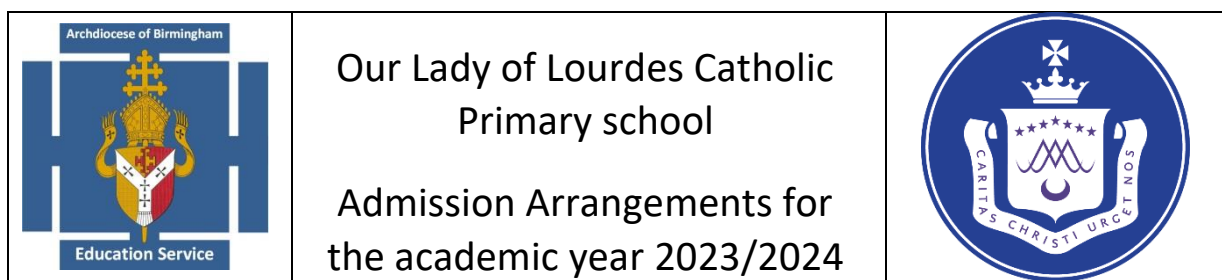 Archdiocese of Birmingham
Education Service
Our Lady of Lourdes Catholic
Primary school
Admission Arrangements for
the academic year 2023/2024
CARITAS CHRISTI URGET NOS